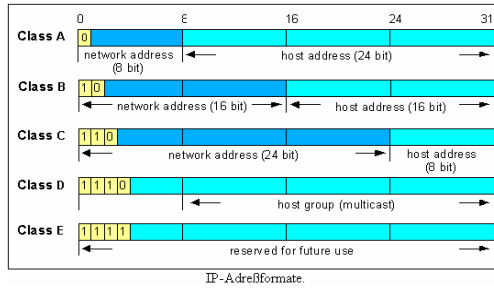 0 8 16 24 31
Class A 0
network address host address (24 bit)
(8 bit)
Class B 1 0
network address (16 bit) host address (16 bit)
Class C 1 1 0
network address (24 bit) host address
(8 bit)
Class D 1 1 1 0
host group (multicast)
Class E 1 1 1 1
reserved for future use
IP-Adreßformate.